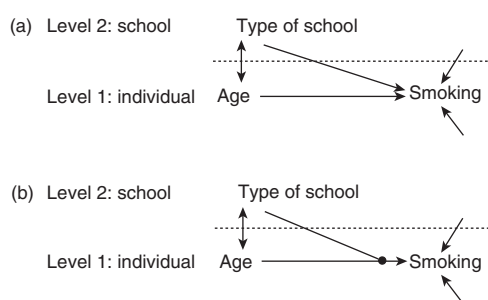 (a) Level 2: school Type of school
Level 1: individual Age Smoking
(b) Level 2: school Type of school
Level 1: individual Age Smoking